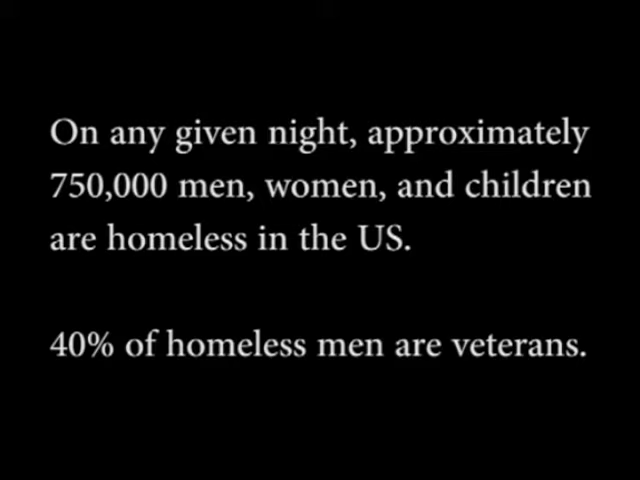 On any given night, approximately
750,000 men, women, and children
are homeless in the US.
40% of homeless men are veterans.